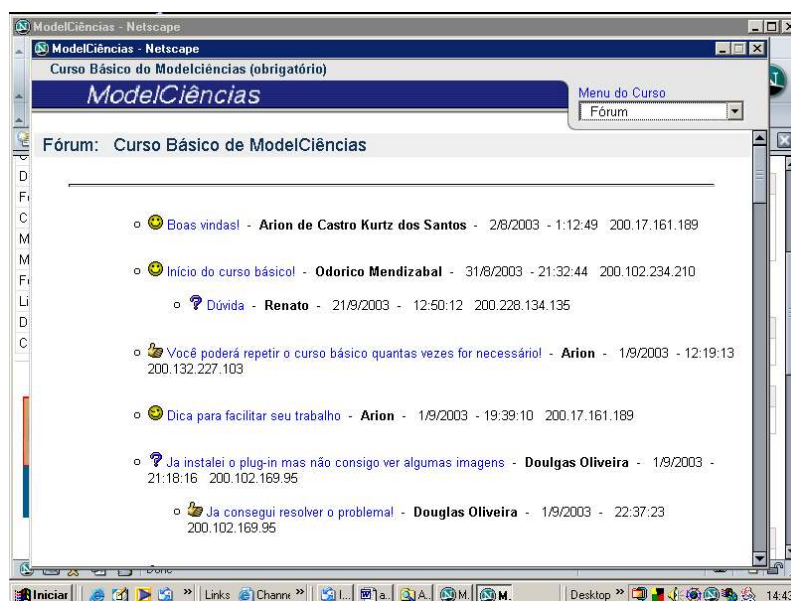 ModelCiências - Netscape
ModelCiências - Netscape
Curso Básico do Modelciências (obrigatório)
ModelCiências
Menu do Curso
Fórum
Fórum: Curso Básico de ModelCiências
Boas vindas! - Arion de Castro Kurtz dos Santos - 2/8/2003 - 1:12:49 200.17.161.189
Início do curso básico! - Odorico Mendizabal - 31/8/2003 - 21:32:44 200.102.234.210
Dúvida - Renato - 21/9/2003 - 12:50:12 200.228.134.135
Você poderá repetir o curso básico quantas vezes for necessário! - Arion - 1/9/2003 - 12:19:13
200.132.227.103
Dica para facilitar seu trabalho - Arion - 1/9/2003 - 19:39:10 200.17.161.189
Ja instalei o plug-in mas não consigo ver algumas imagens - Doulgas Oliveira - 1/9/2003 -
21:18:16 200.102.169.95
Ja consegui resolver o problema! - Douglas Oliveira - 1/9/2003 - 22:37:23
200.102.169.95
Iniciar Links Channe » I... a.. A.. M. M. Desktop » 14:43